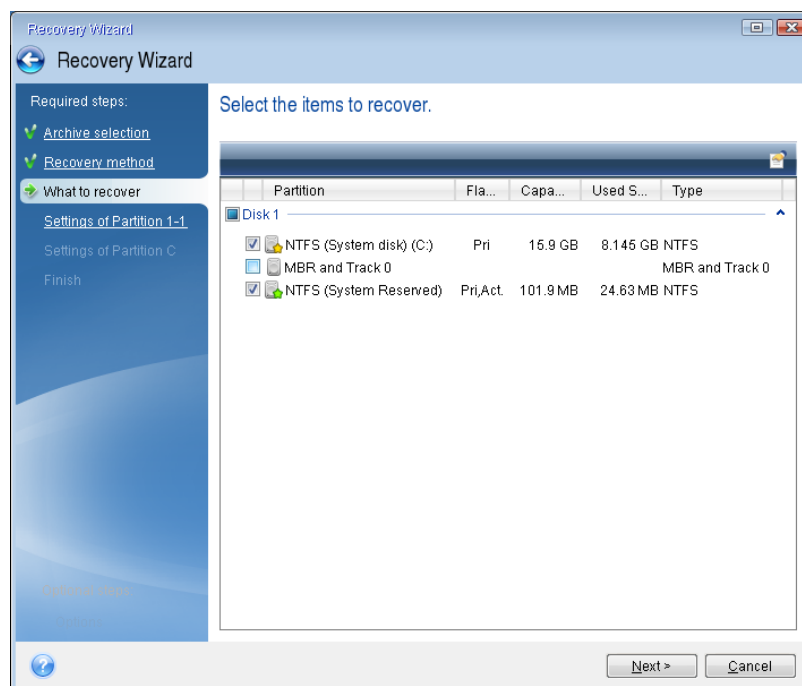 Recovery Wizard
Recovery Wizard
Required steps:
Archive selection
Recovery method
What to recover
Settings of Partition 1-1
Settings of Partition C
Finish
Select the items to recover.
Partition Fla... Capa... Used S... Type
Disk 1
NTFS (System disk) (C:) Pri 15.9 GB 8.145 GB NTFS
MBR and Track 0 MBR and Track 0
NTFS (System Reserved) Pri,Act. 101.9 MB 24.63 MB NTFS
Next >
Cancel